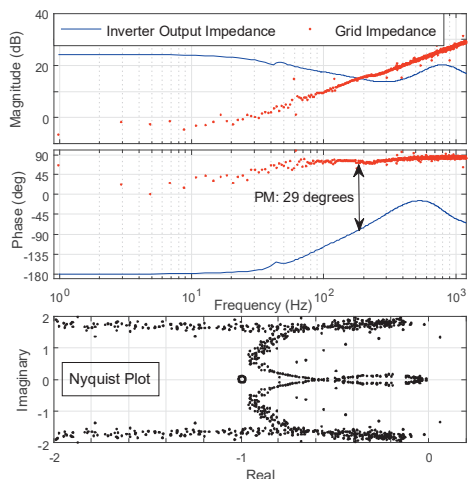 Inverter Output Impedance
Grid Impedance
Magnitude (dB)
40
20
0
Phase (deg)
90
45
0
-45
-90
-135
-180
PM: 29 degrees
10^0
10^1
10^2
10^3
Frequency (Hz)
Imaginary
2
1
0
-1
-2
Nyquist Plot
-2
-1
0
Real